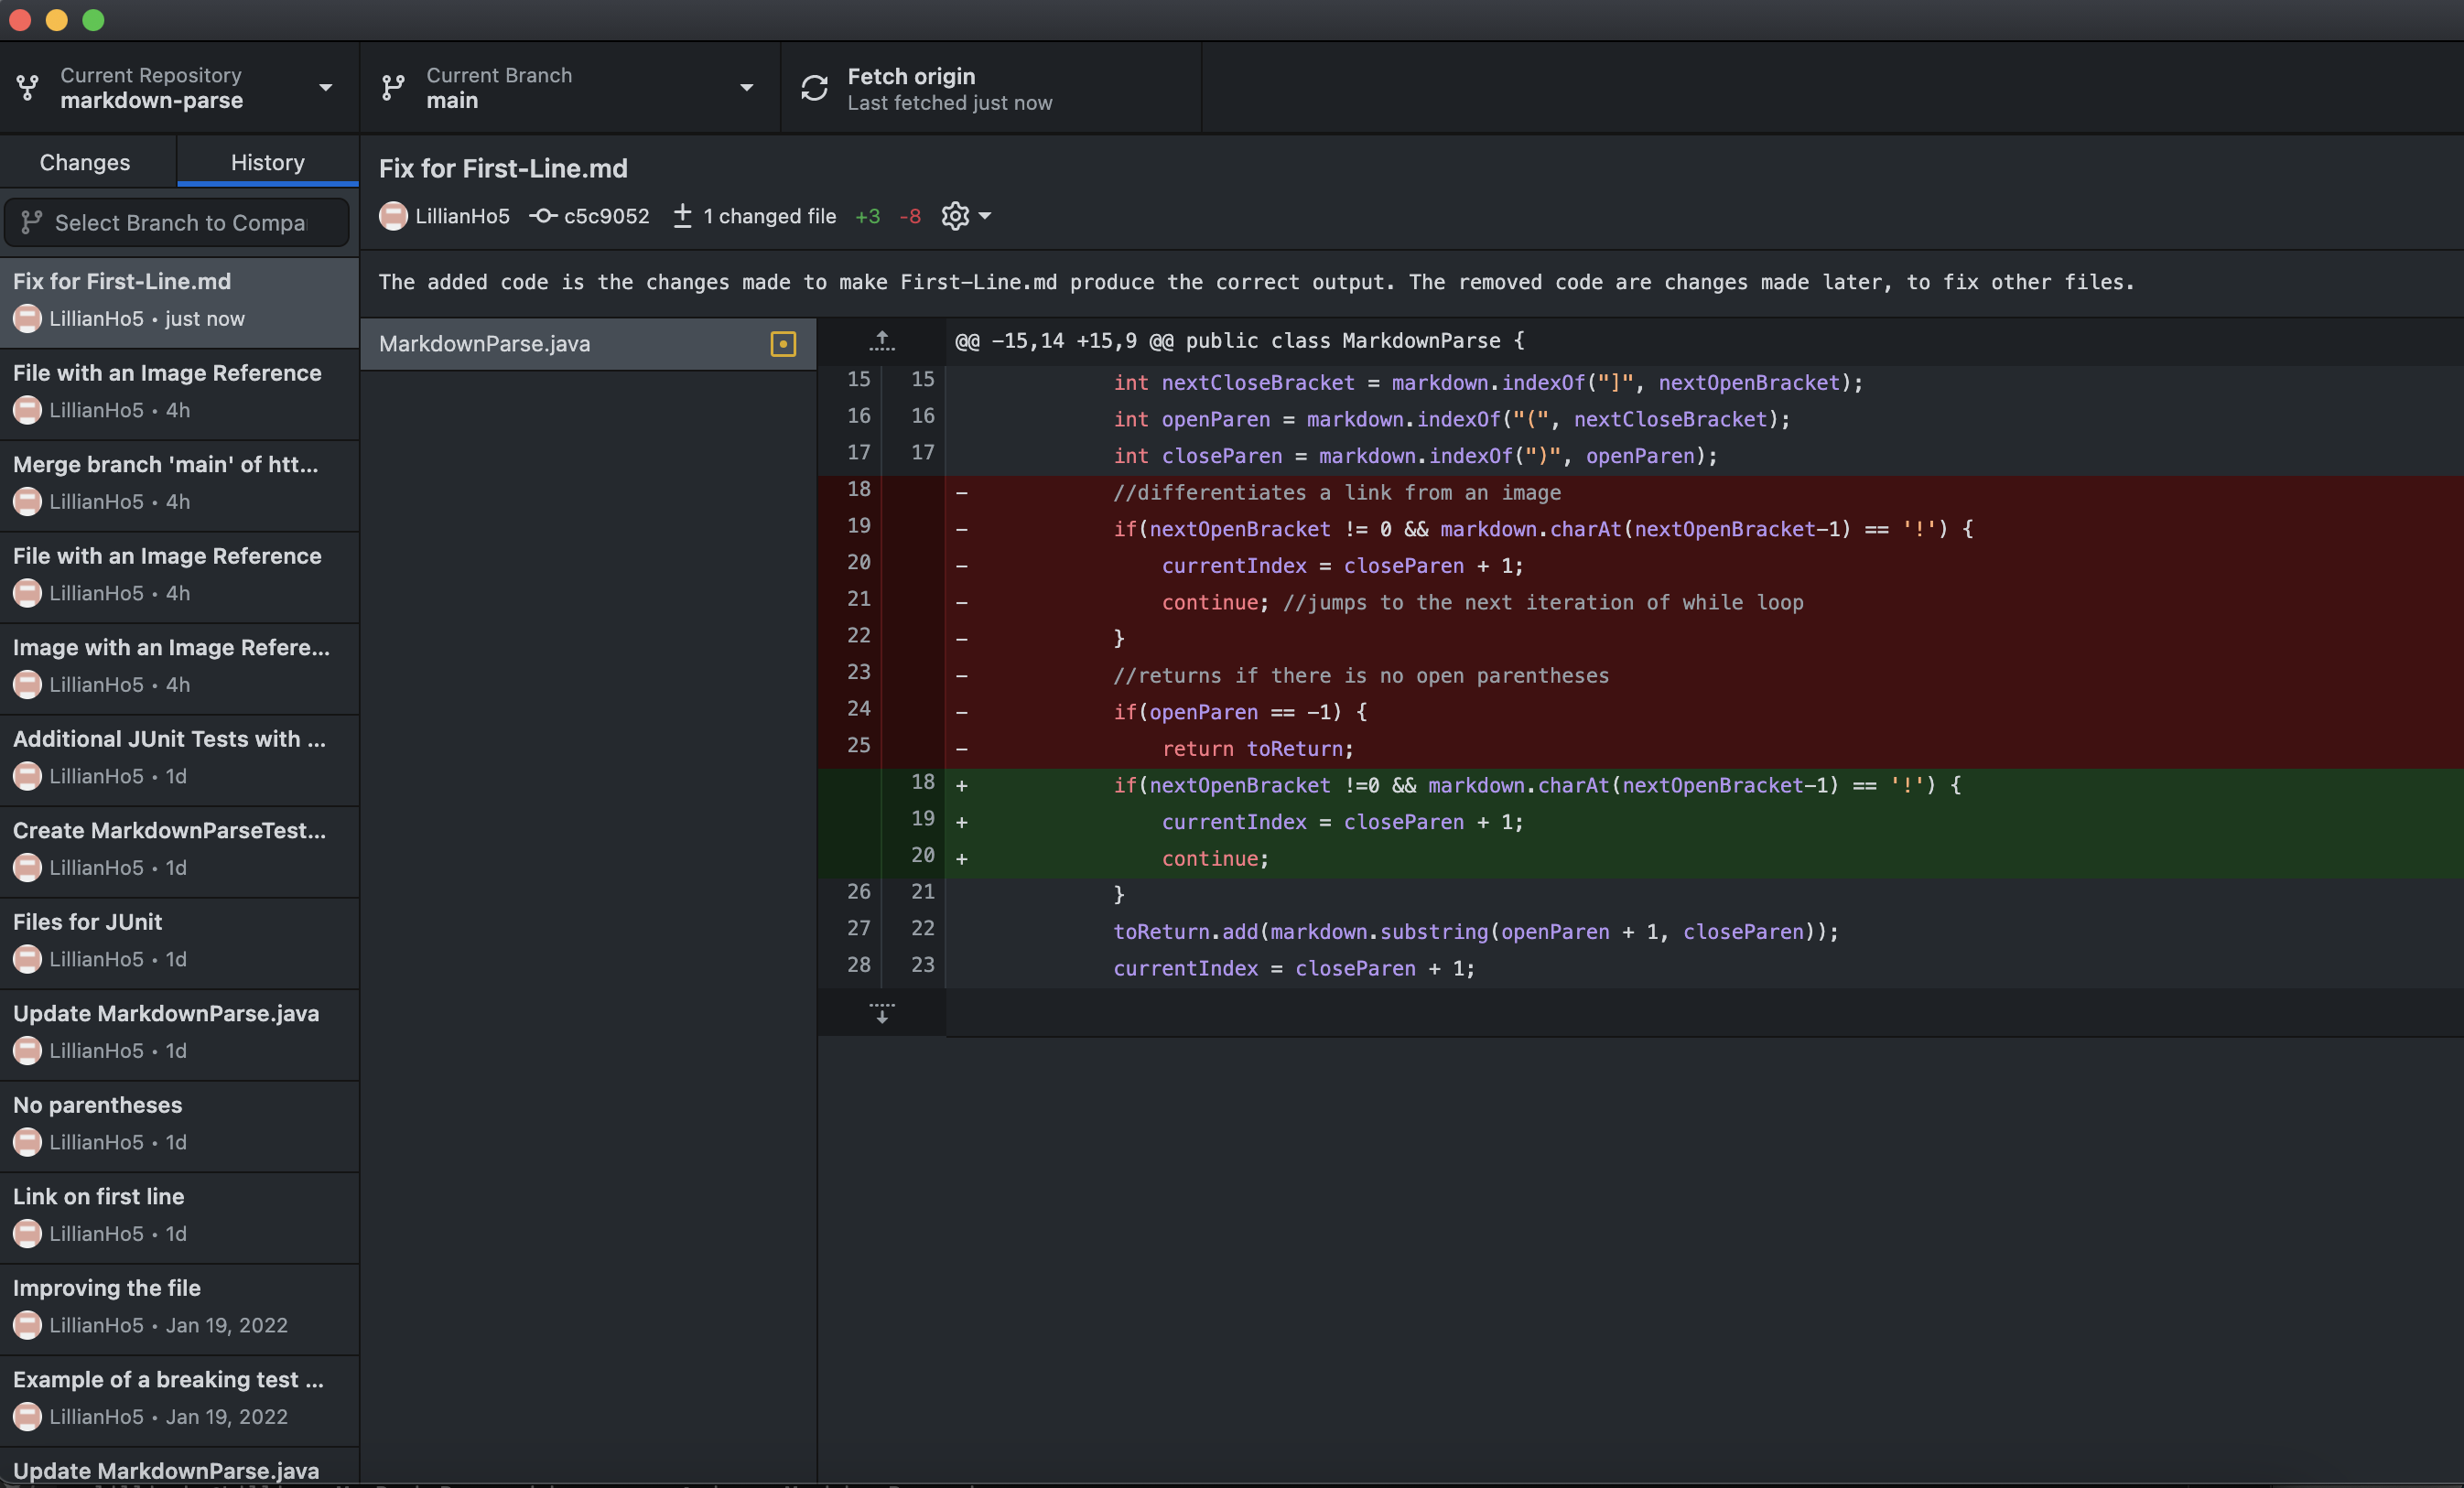 Current Repository
markdown-parse
Current Branch
main
Fetch origin
Last fetched just now
Changes
History
Select Branch to Compa
Fix for First-Line.md
LillianHo5 • just now
File with an Image Reference
LillianHo5 • 4h
Merge branch 'main' of htt...
LillianHo5 • 4h
File with an Image Reference
LillianHo5 • 4h
Image with an Image Refere...
LillianHo5 • 4h
Additional JUnit Tests with ...
LillianHo5 • 1d
Create MarkdownParseTest...
LillianHo5 • 1d
Files for JUnit
LillianHo5 • 1d
Update MarkdownParse.java
LillianHo5 • 1d
No parentheses
LillianHo5 • 1d
Link on first line
LillianHo5 • 1d
Improving the file
LillianHo5 • Jan 19, 2022
Example of a breaking test ...
LillianHo5 • Jan 19, 2022
Update MarkdownParse.java
Fix for First-Line.md
LillianHo5 c5c9052 ± 1 changed file +3 -8
The added code is the changes made to make First-Line.md produce the correct output. The removed code are changes made later, to fix other files.
MarkdownParse.java
@@ -15,14 +15,9 @@ public class MarkdownParse {
15 15 int nextCloseBracket = markdown.indexOf("]", nextOpenBracket);
16 16 int openParen = markdown.indexOf("(", nextCloseBracket);
17 17 int closeParen = markdown.indexOf(")", openParen);
18 - //differentiates a link from an image
19 - if(nextOpenBracket != 0 && markdown.charAt(nextOpenBracket-1) == '!') {
20 - currentIndex = closeParen + 1;
21 - continue; //jumps to the next iteration of while loop
22 - }
23 - //returns if there is no open parentheses
24 - if(openParen == -1) {
25 - return toReturn;
18 + if(nextOpenBracket !=0 && markdown.charAt(nextOpenBracket-1) == '!') {
19 + currentIndex = closeParen + 1;
20 + continue;
26 21 }
27 22 toReturn.add(markdown.substring(openParen + 1, closeParen));
28 23 currentIndex = closeParen + 1;